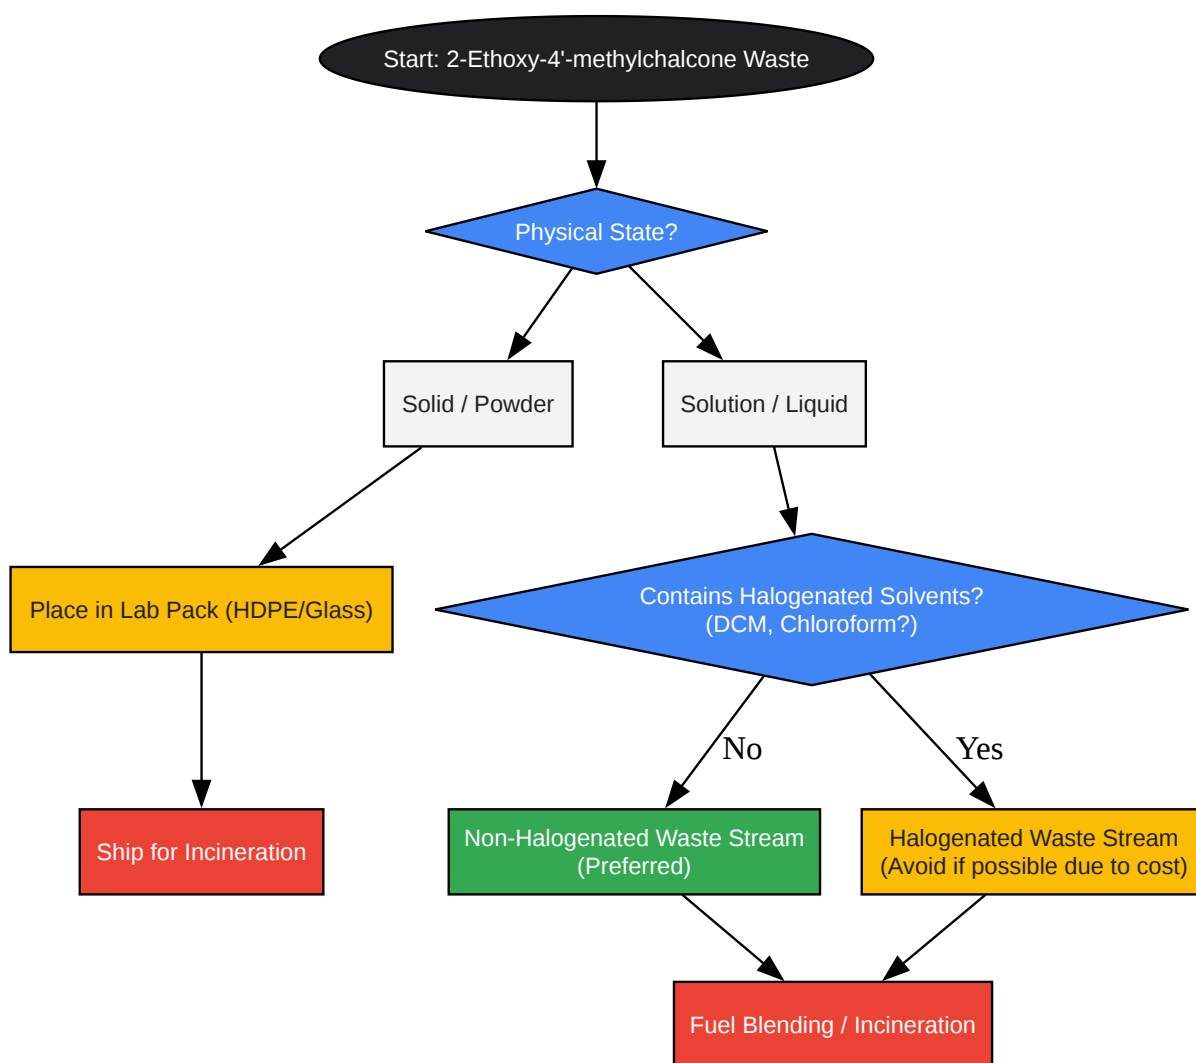 Start: 2-Ethoxy-4'-methylchalcone Waste
Physical State?
Solid / Powder
Solution / Liquid
Place in Lab Pack (HDPE/Glass)
Contains Halogenated Solvents?
(DCM, Chloroform?)
No
Yes
Ship for Incineration
Non-Halogenated Waste Stream
(Preferred)
Halogenated Waste Stream
(Avoid if possible due to cost)
Fuel Blending / Incineration